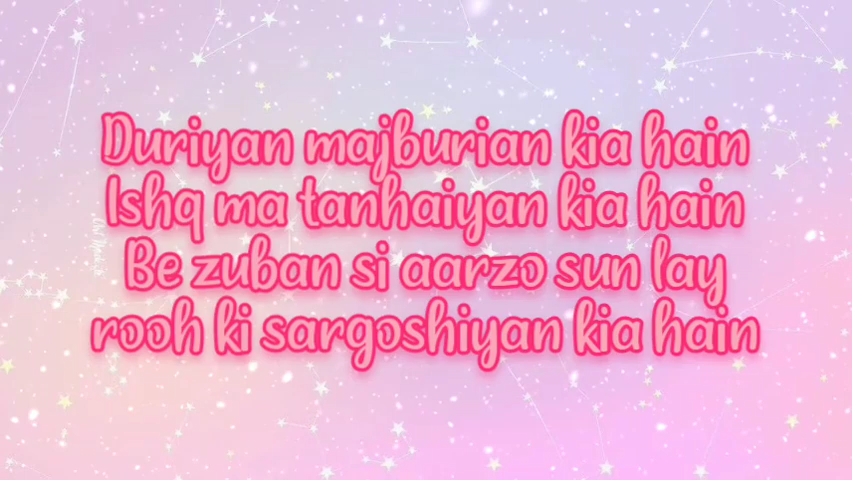 Duriyan majburian kia hain
Ishq ma tanhaiyan kia hain
Be zuban si aarzo sun lay
rooh ki sargoshiyan kia hain